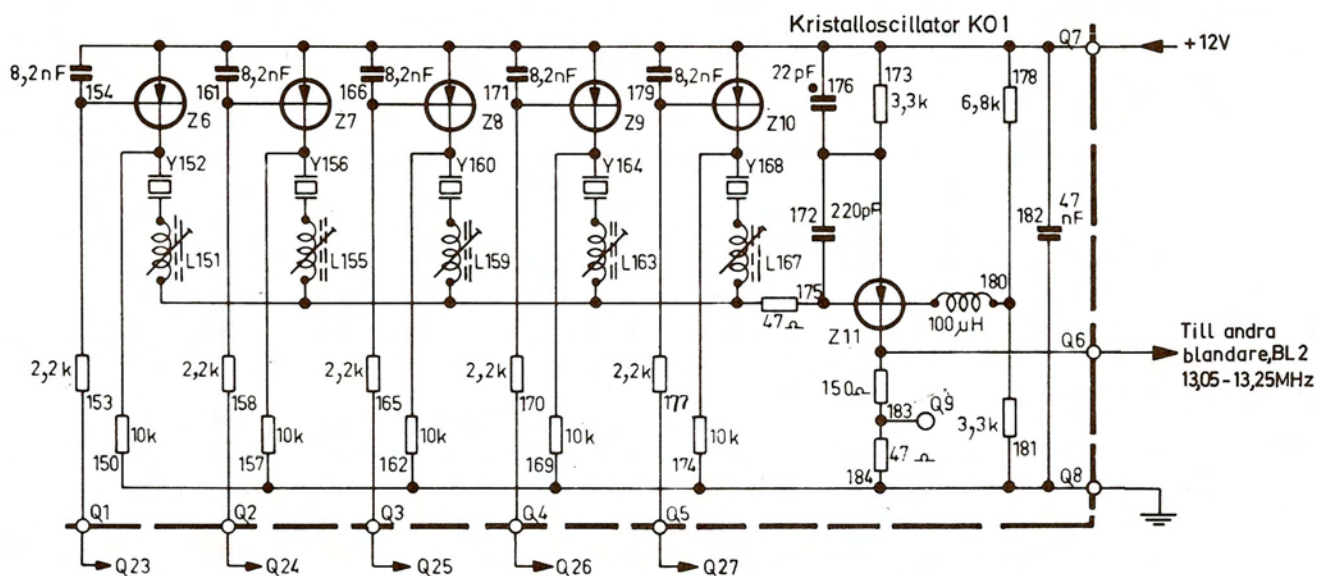 Kristalloscillator KO1
Q7
+12V
8,2nF
154
Z6
8,2nF
161
Z7
8,2nF
166
Z8
8,2nF
171
Z9
8,2nF
179
Z10
22pF
176
173
3,3k
178
6,8k
Y152
Y156
Y160
Y164
Y168
172
220pF
182
47
nF
L151
L155
L159
L163
L167
175
47Ω
Z11
180
100μH
Q6
Till andra
blandare,BL2
13,05-13,25MHz
2,2k
153
2,2k
158
2,2k
165
2,2k
170
2,2k
177
150Ω
183
Q9
10k
150
10k
157
10k
162
10k
169
10k
174
47Ω
184
3,3k
181
Q8
Q1
Q2
Q3
Q4
Q5
Q23
Q24
Q25
Q26
Q27